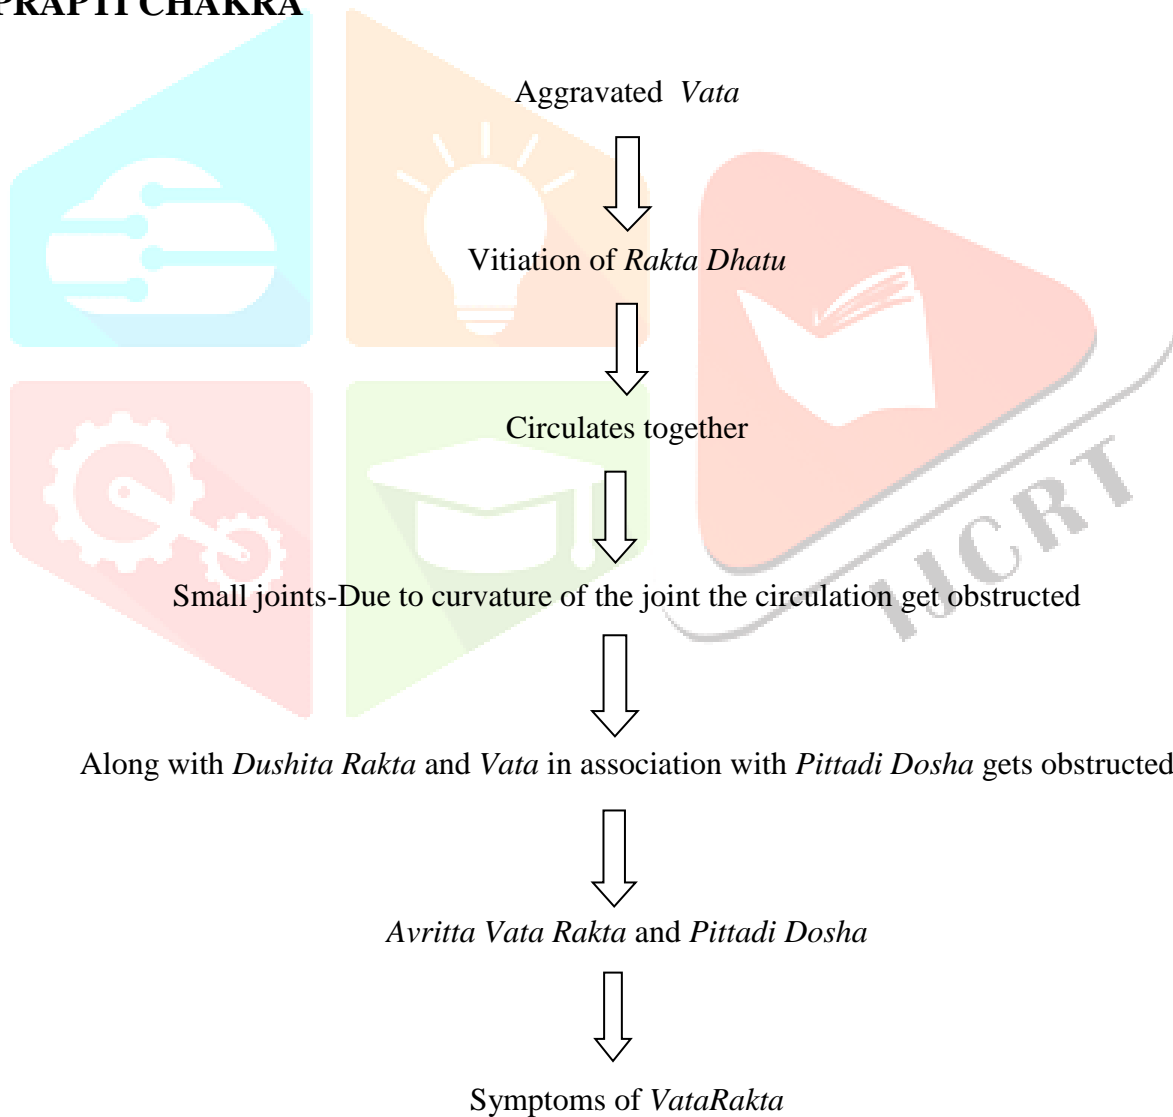 PRAPTI CHAKRA
Aggravated Vata
Vitiation of Rakta Dhatu
Circulates together
Small joints-Due to curvature of the joint the circulation get obstructed
Along with Dushita Rakta and Vata in association with Pittadi Dosha gets obstructed
Avritta Vata Rakta and Pittadi Dosha
Symptoms of VataRakta
IJCRT